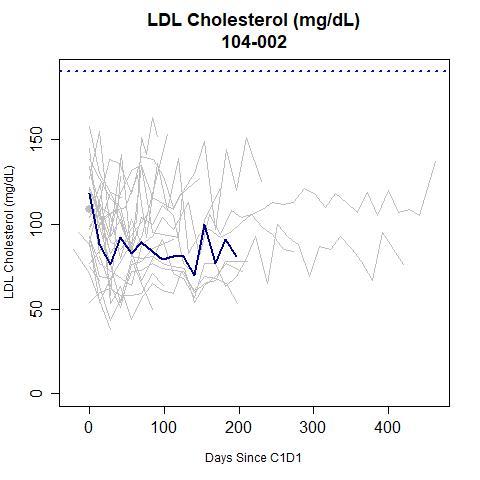 LDL Cholesterol (mg/dL)
104-002
LDL Cholesterol (mg/dL)
150
100
50
0
0 100 200 300 400
Days Since C1D1